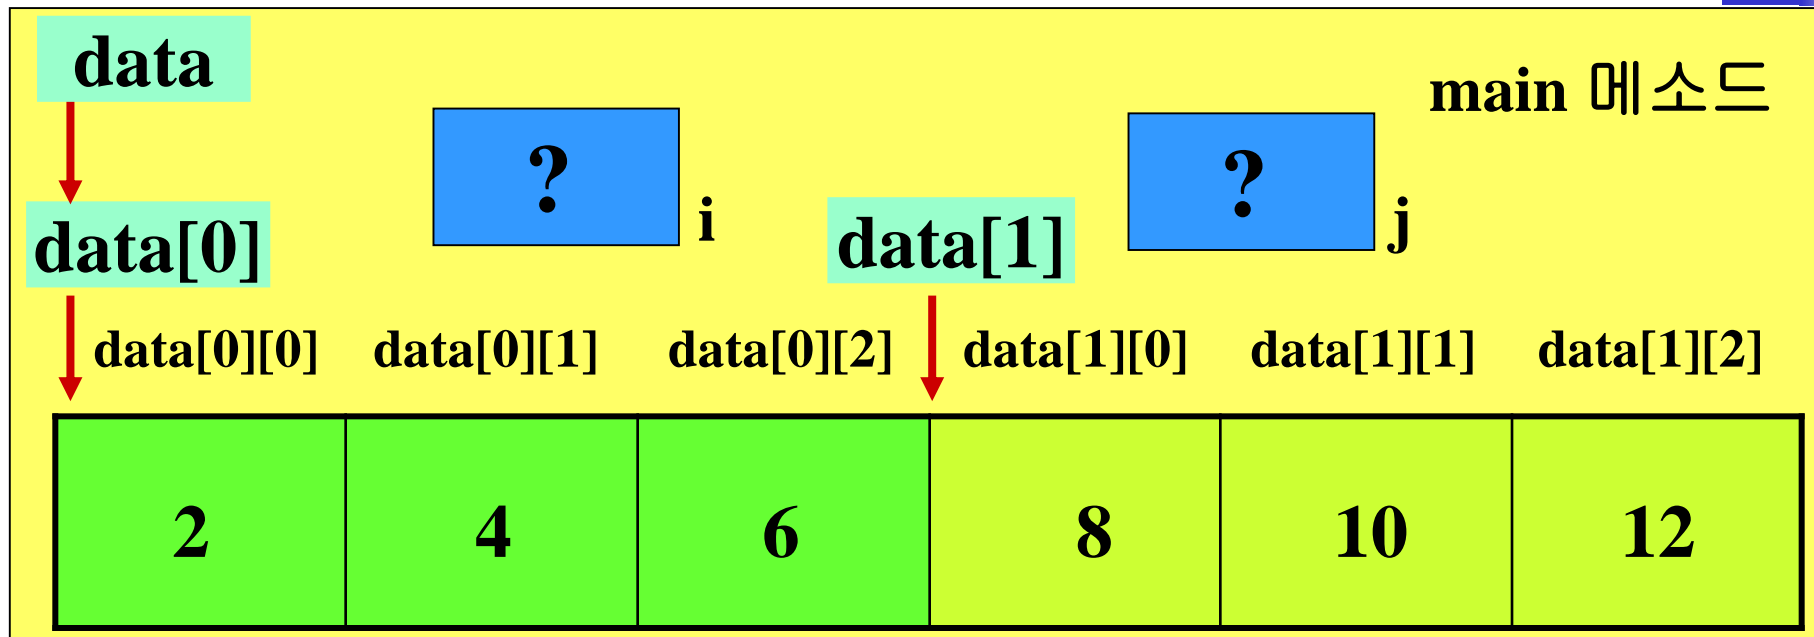 data
main 메소드
?
i
?
j
data[0]
data[1]
data[0][0] data[0][1] data[0][2] data[1][0] data[1][1] data[1][2]
2 4 6 8 10 12